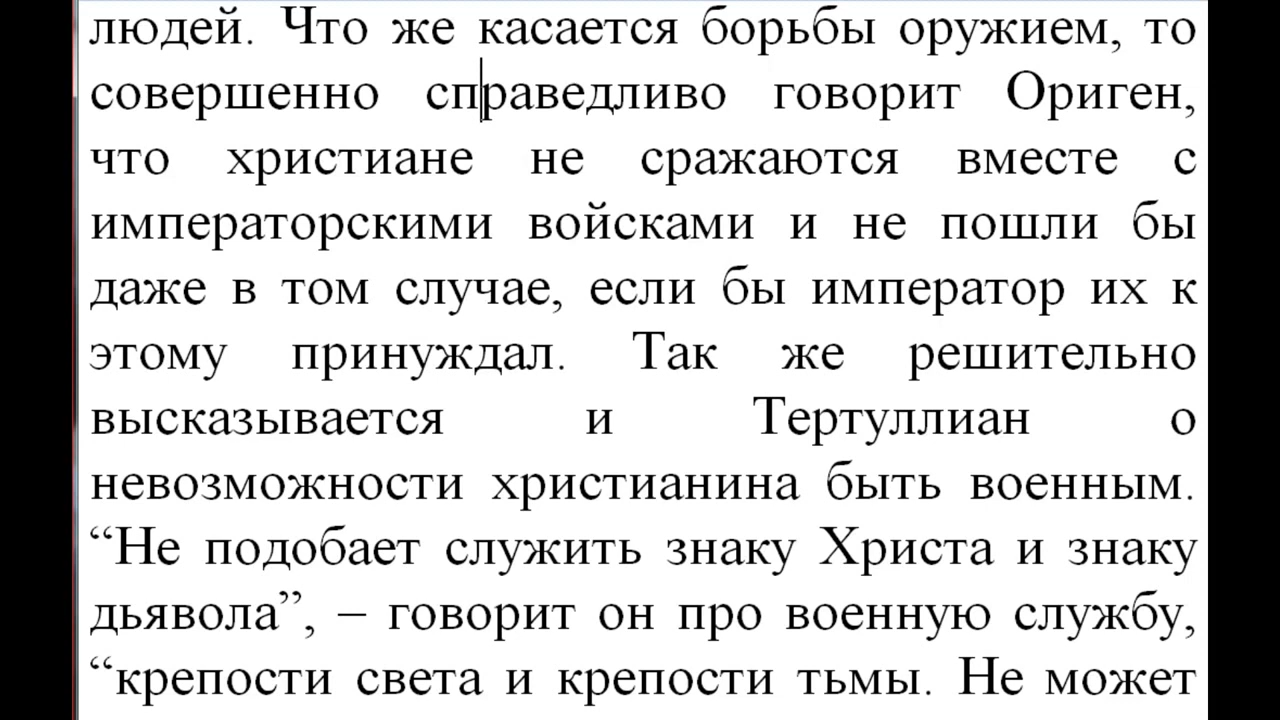 людей. Что же касается борьбы оружием, то
совершенно справедливо говорит Ориген,
что христиане не сражаются вместе с
императорскими войсками и не пошли бы
даже в том случае, если бы император их к
этому принуждал. Так же решительно
высказывается и Тертуллиан о
невозможности христианина быть военным.
“Не подобает служить знаку Христа и знаку
дьявола”, – говорит он про военную службу,
“крепости света и крепости тьмы. Не может